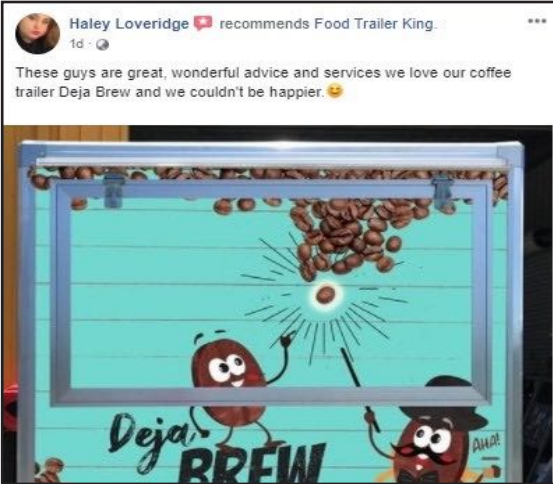 Haley Loveridge recommends Food Trailer King.
1d ·
These guys are great, wonderful advice and services we love our coffee
trailer Deja Brew and we couldn't be happier.
Deja
BREW
AHA!